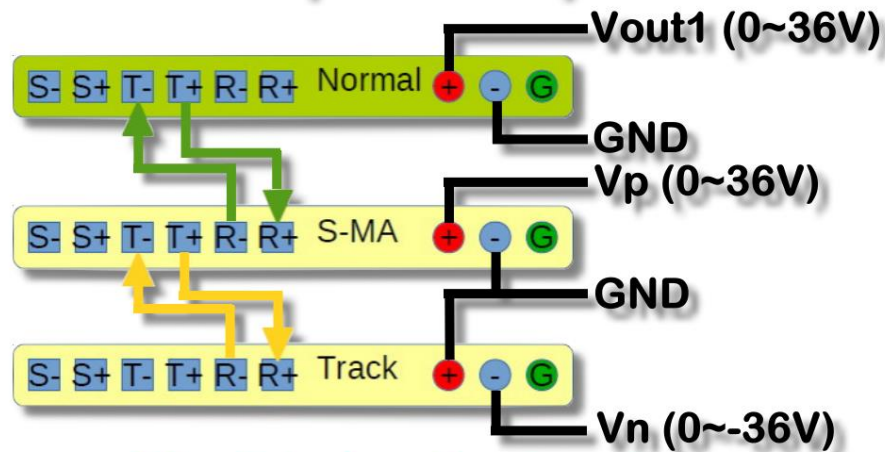 Vout1 (0~36V)
S- S+ T- T+ R- R+ Normal + - G
GND
Vp (0~36V)
S- S+ T- T+ R- R+ S-MA + - G
GND
S- S+ T- T+ R- R+ Track + - G
Vn (0~-36V)